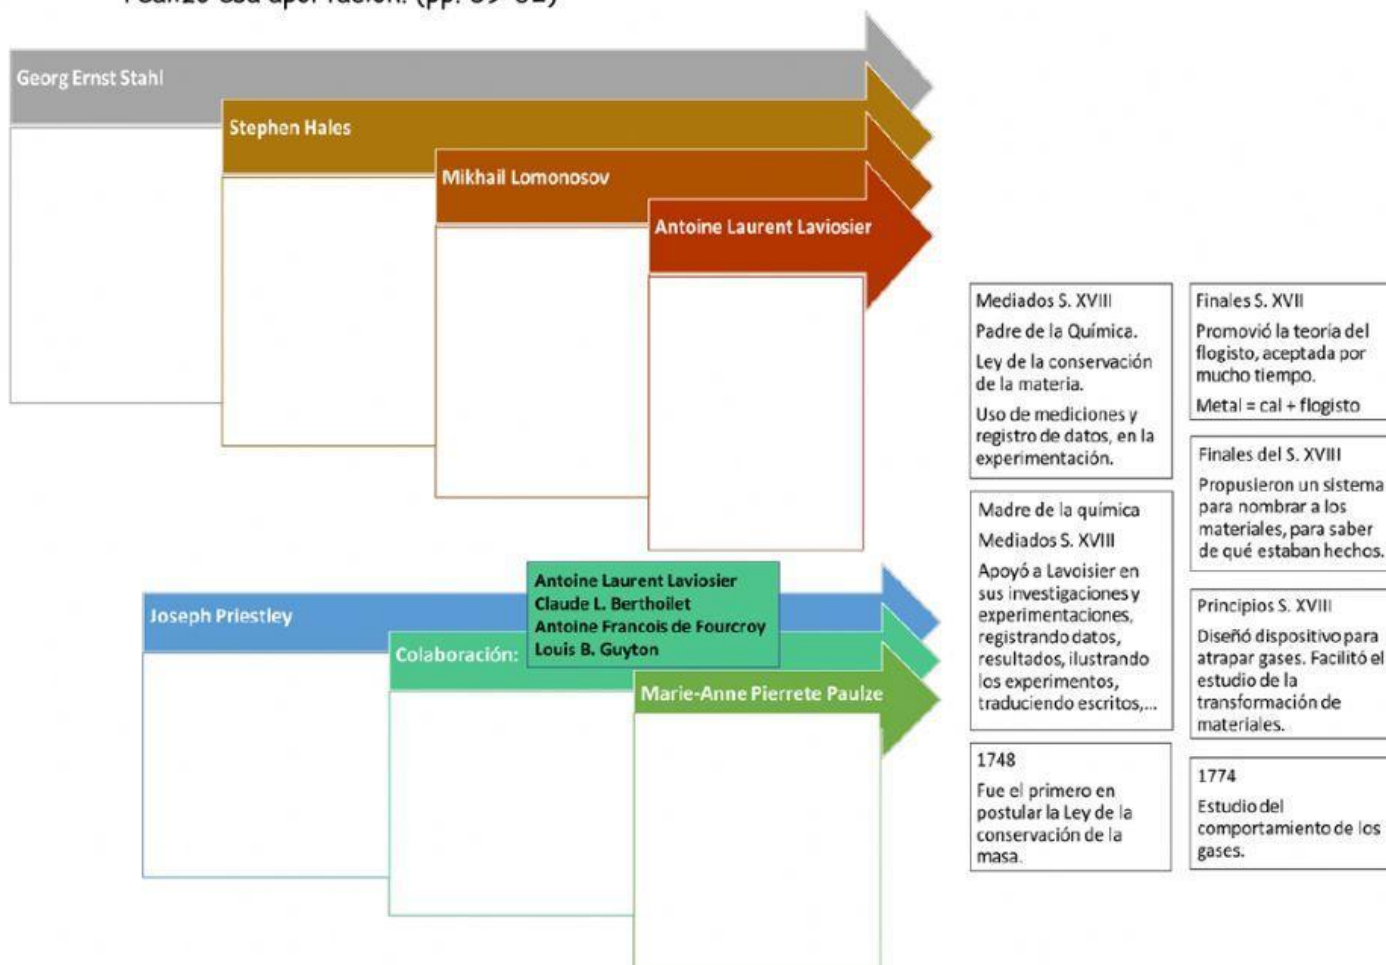 realizó esa aportación. (pp. 89-92)
Georg Ernst Stahl
Stephen Hales
Mikhail Lomonosov
Antoine Laurent Laviosier
Joseph Priestley
Colaboración:
Antoine Laurent Laviosier
Claude L. Berthoilet
Antoine Francois de Fourcroy
Louis B. Guyton
Marie-Anne Pierrete Paulze
Mediados S. XVIII
Padre de la Química.
Ley de la conservación
de la materia.
Uso de mediciones y
registro de datos, en la
experimentación.
Madre de la química
Mediados S. XVIII
Apoyó a Lavoisier en
sus investigaciones y
experimentaciones,
registrando datos,
resultados, ilustrando
los experimentos,
traduciendo escritos,...
1748
Fue el primero en
postular la Ley de la
conservación de la
masa.
Finales S. XVII
Promovió la teoría del
flogisto, aceptada por
mucho tiempo.
Metal = cal + flogisto
Finales del S. XVIII
Propusieron un sistema
para nombrar a los
materiales, para saber
de qué estaban hechos.
Principios S. XVIII
Diseñó dispositivo para
atrapar gases. Facilitó el
estudio de la
transformación de
materiales.
1774
Estudio del
comportamiento de los
gases.